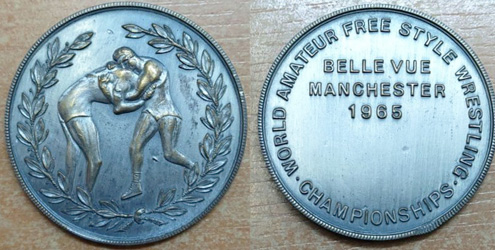 WORLD AMATEUR FREE STYLE WRESTLING
· CHAMPIONSHIPS ·
BELLE VUE
MANCHESTER
1965